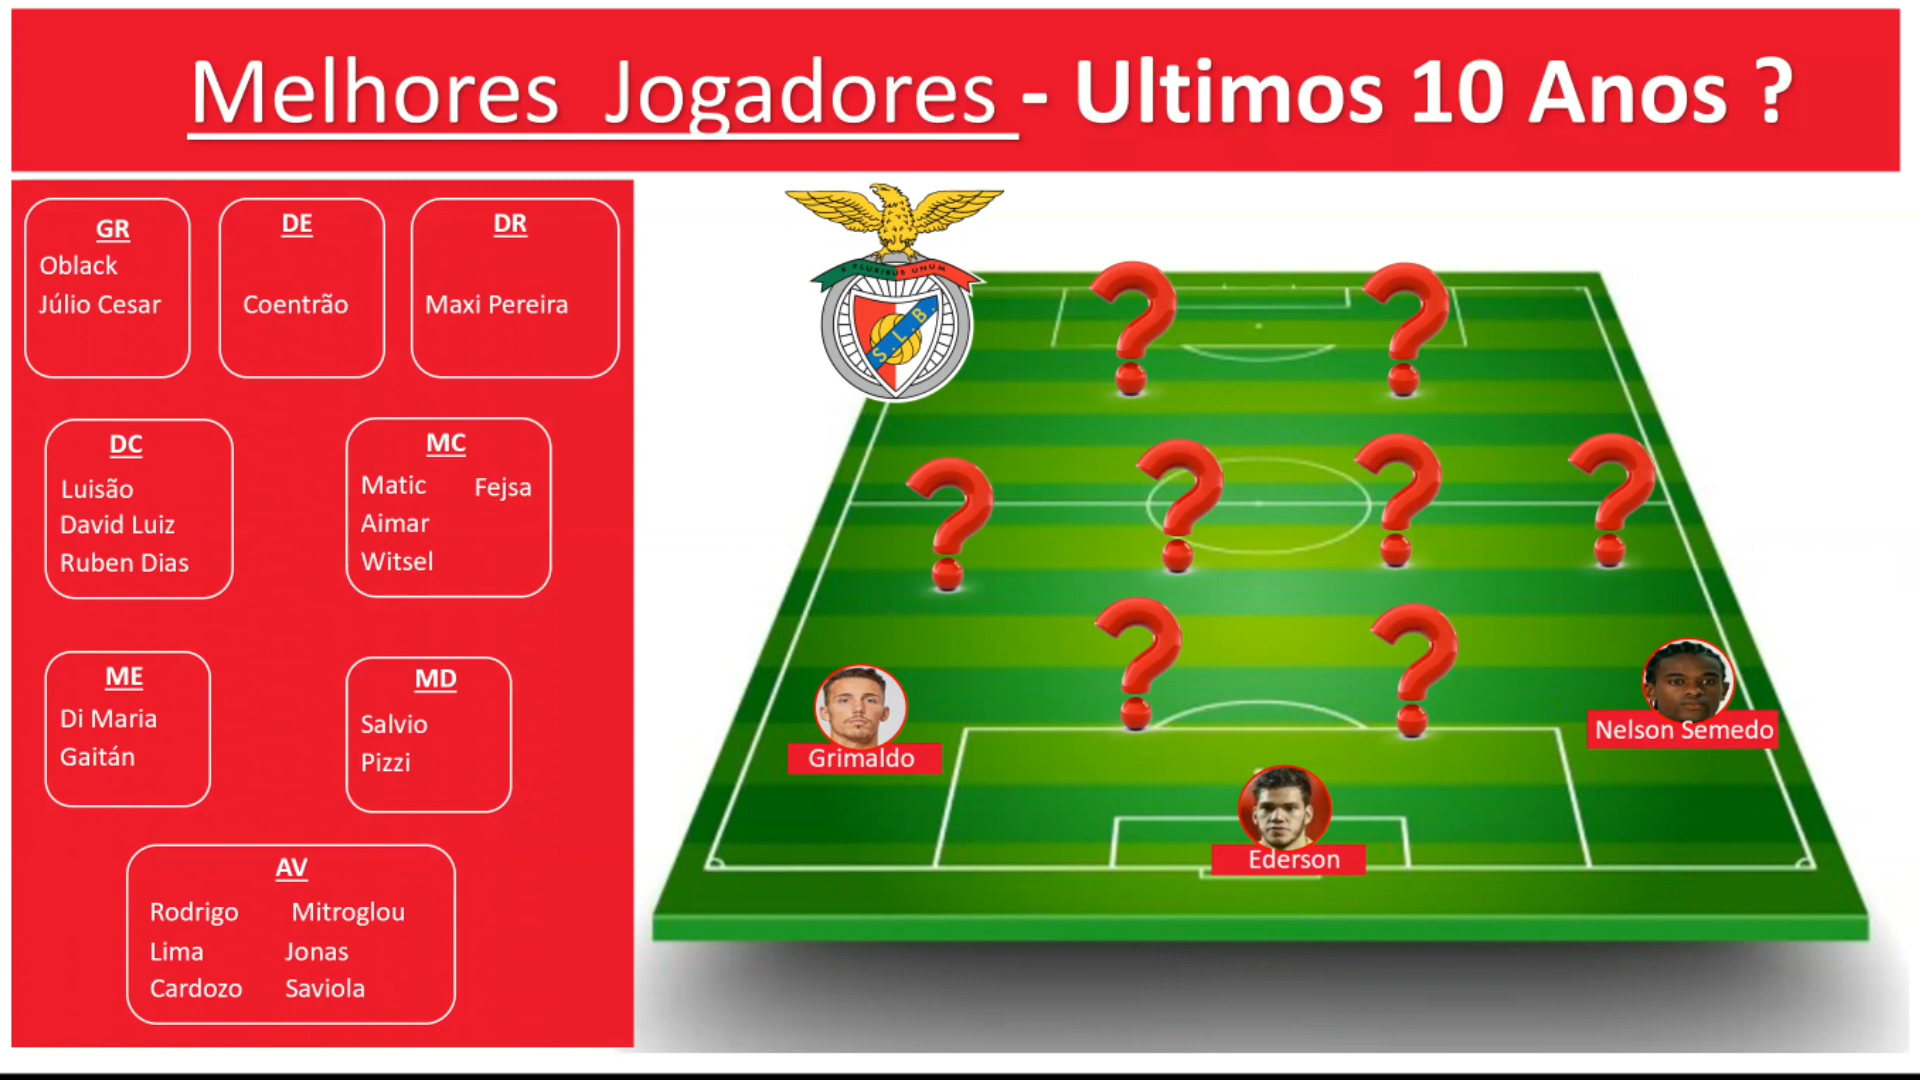 Melhores Jogadores - Ultimos 10 Anos ?
GR
Oblack
Júlio Cesar
DE
Coentrão
DR
Maxi Pereira
DC
Luisão
David Luiz
Ruben Dias
MC
Matic Fejsa
Aimar
Witsel
ME
Di Maria
Gaitán
MD
Salvio
Pizzi
AV
Rodrigo Mitroglou
Lima Jonas
Cardozo Saviola
E PLURIBUS UNUM
S. L. B.
Grimaldo
Nelson Semedo
Ederson